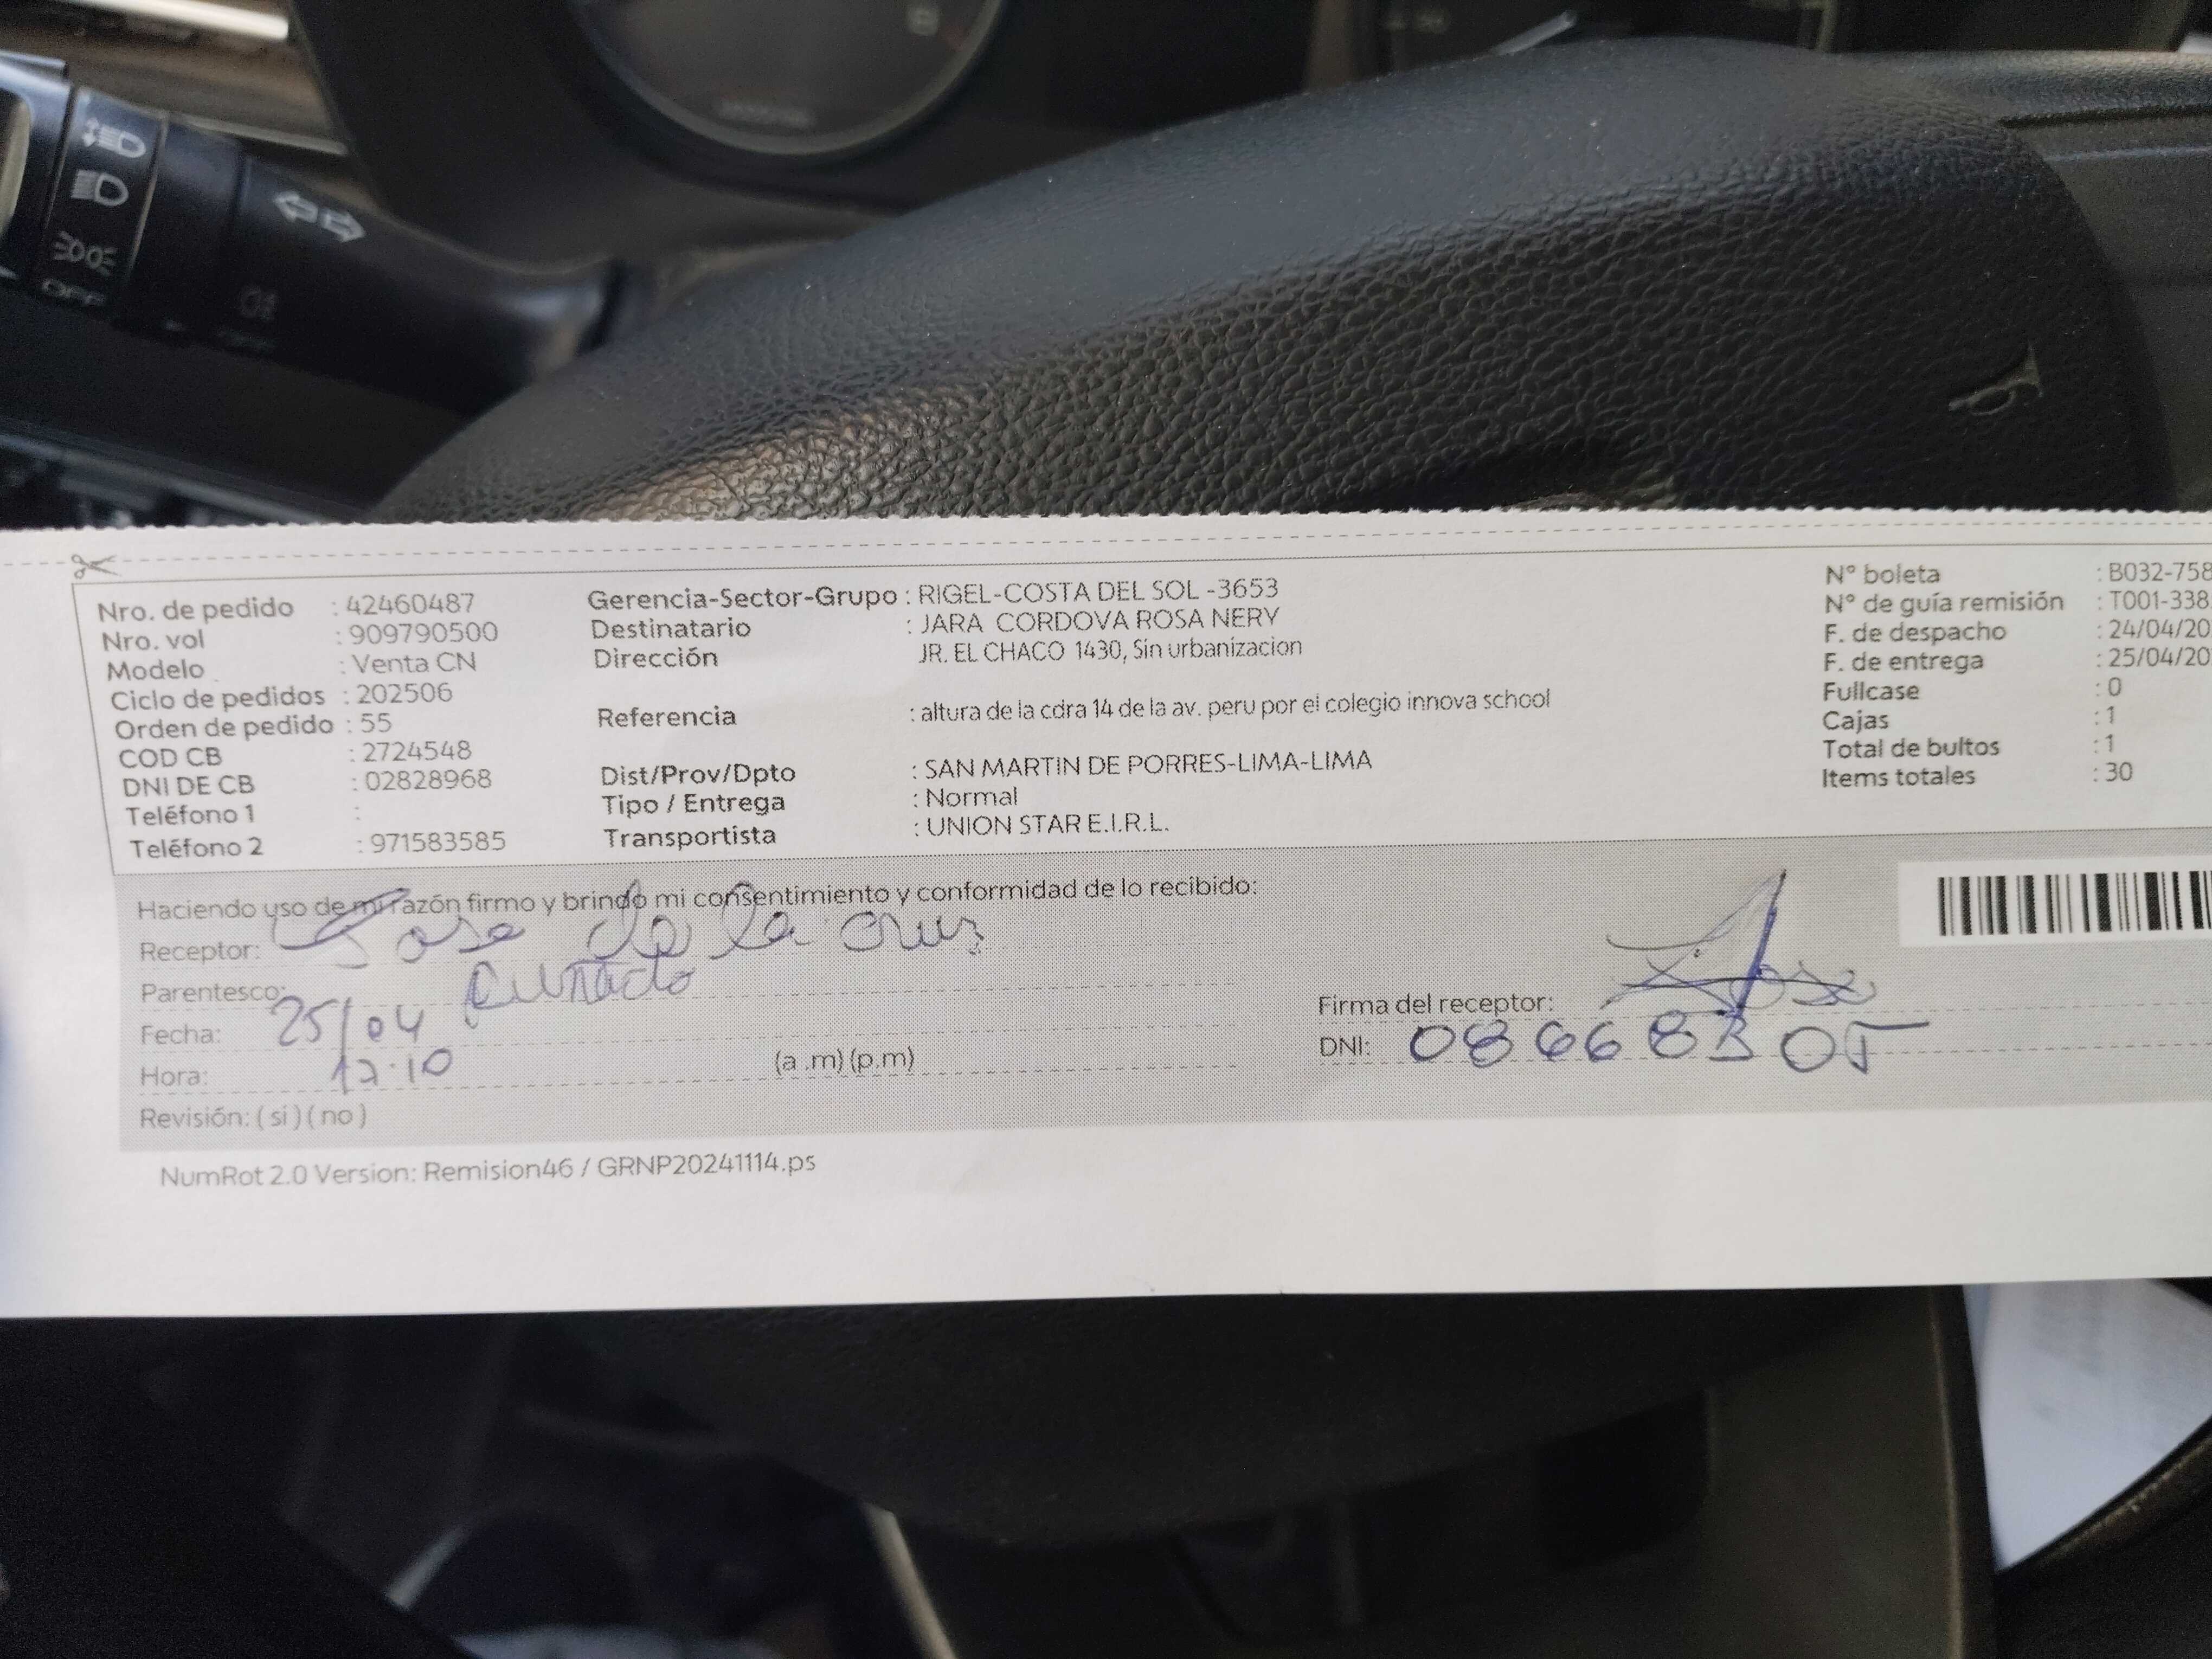 OFF
Nro. de pedido : 42460487
Nro. vol : 909790500
Modelo : Venta CN
Ciclo de pedidos : 202506
Orden de pedido : 55
COD CB : 2724548
DNI DE CB : 02828968
Teléfono 1 :
Teléfono 2 : 971583585
Gerencia-Sector-Grupo : RIGEL-COSTA DEL SOL -3653
Destinatario : JARA CORDOVA ROSA NERY
Dirección JR. EL CHACO 1430, Sin urbanizacion
Referencia : altura de la cdra 14 de la av. peru por el colegio innova school
Dist/Prov/Dpto : SAN MARTIN DE PORRES-LIMA-LIMA
Tipo / Entrega : Normal
Transportista : UNION STAR E.I.R.L.
N° boleta : B032-758
N° de guía remisión : T001-338
F. de despacho : 24/04/20
F. de entrega : 25/04/20
Fullcase : 0
Cajas : 1
Total de bultos : 1
Items totales : 30
Haciendo uso de mi razón firmo y brindo mi consentimiento y conformidad de lo recibido:
Receptor: Jose de la cruz
Parentesco: cuñado
Fecha: 25/04
Hora: 12:10 (a .m) (p.m)
Revisión: ( si ) ( no )
Firma del receptor: Jose
DNI: 08668305
NumRot 2.0 Version: Remision46 / GRNP20241114.ps